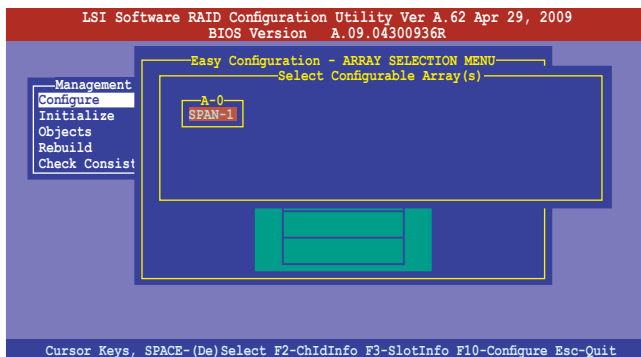 LSI Software RAID Configuration Utility Ver A.62 Apr 29, 2009
BIOS Version A.09.04300936R
Easy Configuration - ARRAY SELECTION MENU
Select Configurable Array(s)
Management
Configure
Initialize
Objects
Rebuild
Check Consist
A-0
SPAN-1
Cursor Keys, SPACE-(De)Select F2-ChIdInfo F3-SlotInfo F10-Configure Esc-Quit